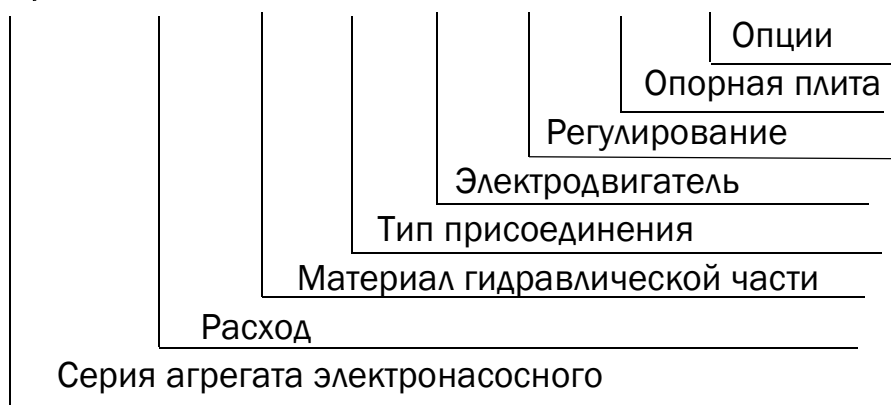 Опции
Опорная плита
Регулирование
Электродвигатель
Тип присоединения
Материал гидравлической части
Расход
Серия агрегата электронасосного